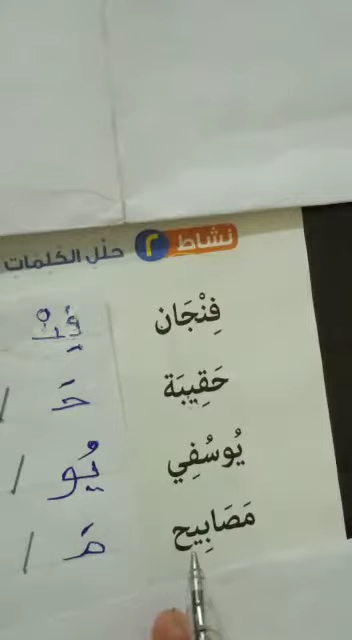 نشاط ٢ حلّل الكلمات
فِنْجَان فِنْـ
حَقِيبَة حَـ /
يُوسُفِي يُو /
مَصَابِيح مَـ /